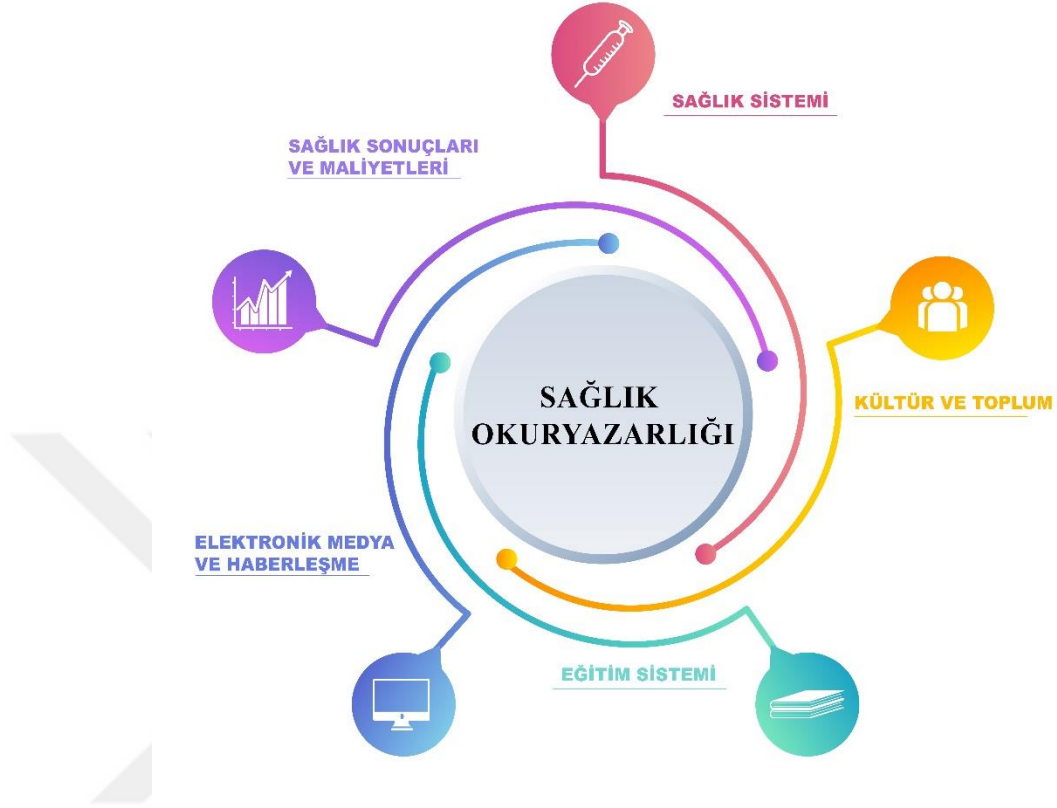 SAĞLIK SİSTEMİ
SAĞLIK SONUÇLARI
VE MALİYETLERİ
SAĞLIK
OKURYAZARLIĞI
KÜLTÜR VE TOPLUM
ELEKTRONİK MEDYA
VE HABERLEŞME
EĞİTİM SİSTEMİ